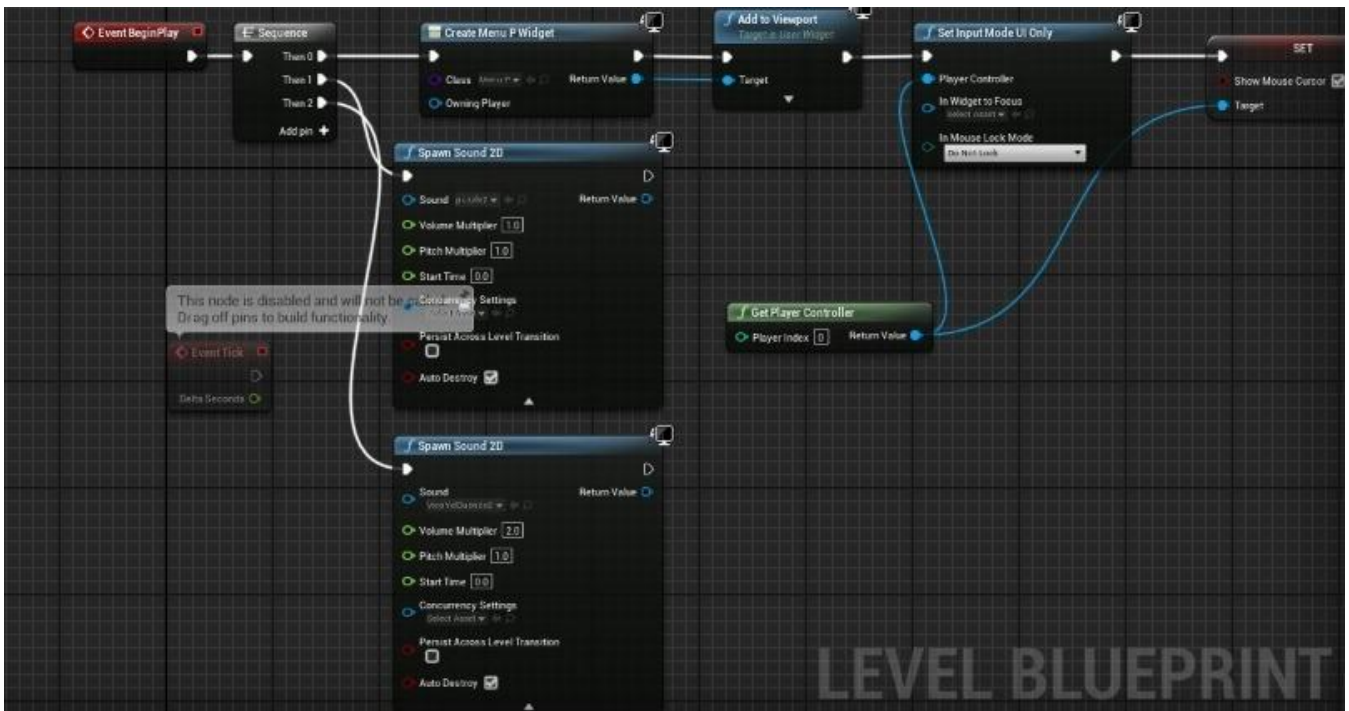 Event BeginPlay
Sequence
Then 0
Then 1
Then 2
Add pin
Create Menu P Widget
Class
Return Value
Owning Player
Add to Viewport
Target is User Widget
Target
Set Input Mode UI Only
Player Controller
In Widget to Focus
Select Asset
In Mouse Lock Mode
Do Not Lock
SET
Show Mouse Cursor
Target
Spawn Sound 2D
Sound
Return Value
Volume Multiplier 1.0
Pitch Multiplier 1.0
Start Time 0.0
Concurrency Settings
Persist Across Level Transition
Auto Destroy
This node is disabled and will not be
Drag off pins to build functionality.
Event Tick
Delta Seconds
Get Player Controller
Player Index 0
Return Value
Spawn Sound 2D
Sound
Return Value
Volume Multiplier 2.0
Pitch Multiplier 1.0
Start Time 0.0
Concurrency Settings
Select Asset
Persist Across Level Transition
Auto Destroy
LEVEL BLUEPRINT